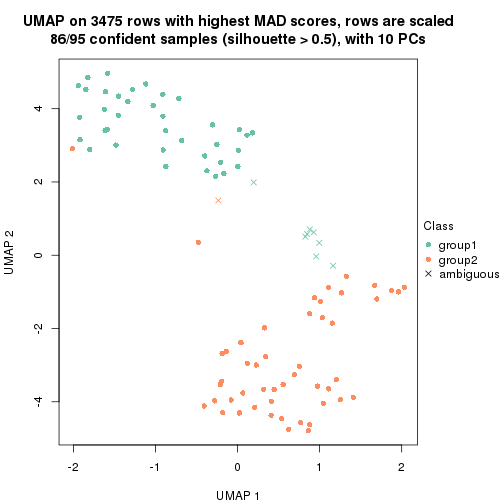 UMAP on 3475 rows with highest MAD scores, rows are scaled
86/95 confident samples (silhouette > 0.5), with 10 PCs
4
2
0
-2
-4
UMAP 2
-2 -1 0 1 2
UMAP 1
Class
group1
group2
ambiguous